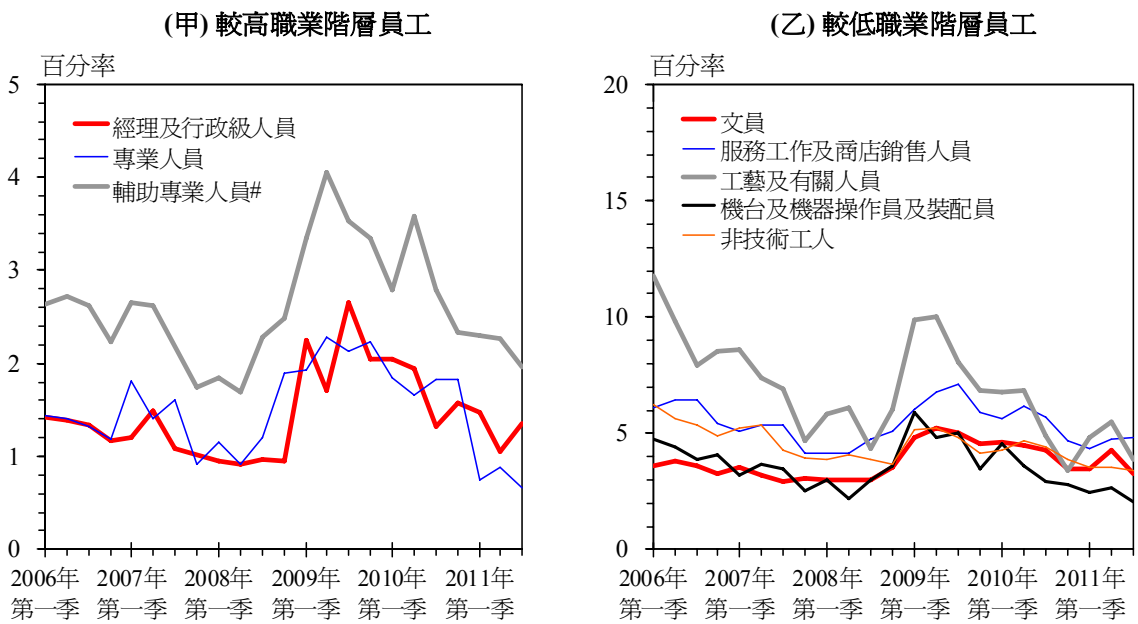 (甲) 較高職業階層員工
百分率
5
4
3
2
1
0
經理及行政級人員
專業人員
輔助專業人員#
2006年
第一季
2007年
第一季
2008年
第一季
2009年
第一季
2010年
第一季
2011年
第一季
(乙) 較低職業階層員工
百分率
20
15
10
5
0
文員
服務工作及商店銷售人員
工藝及有關人員
機台及機器操作員及裝配員
非技術工人
2006年
第一季
2007年
第一季
2008年
第一季
2009年
第一季
2010年
第一季
2011年
第一季